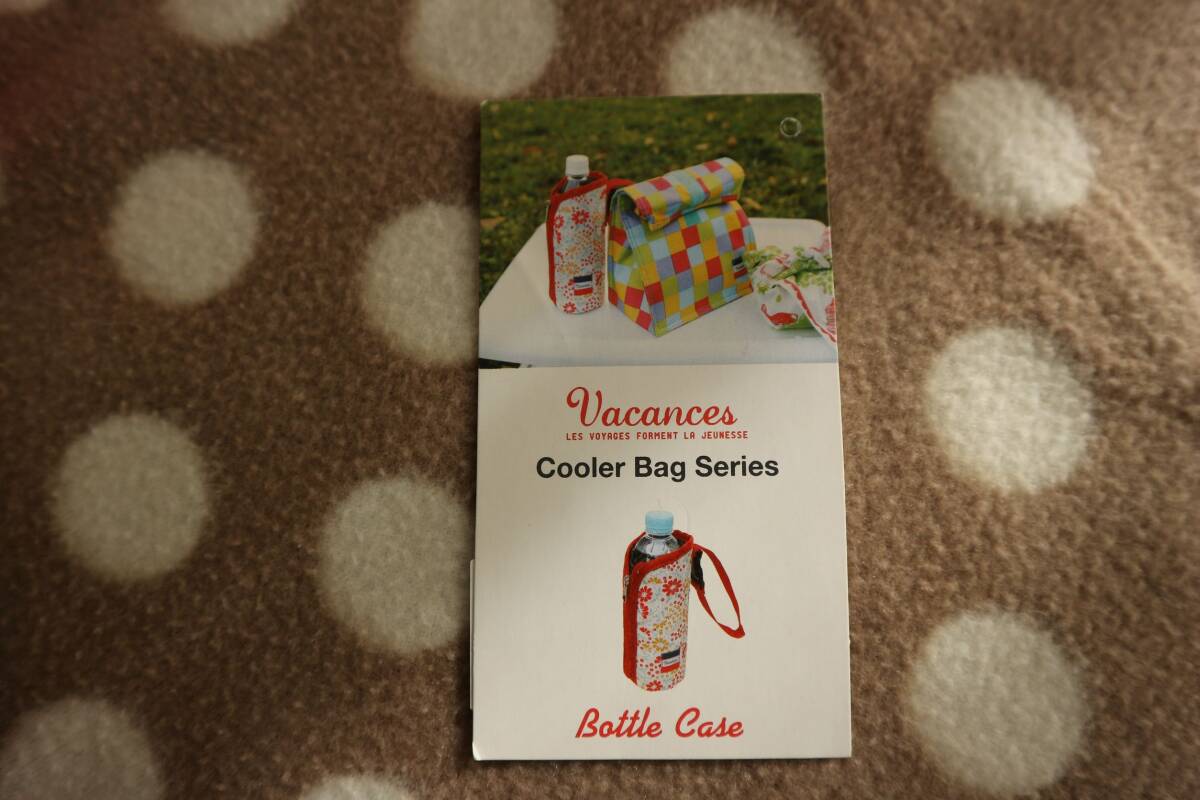 Vacances
LES VOYAGES FORMENT LA JEUNESSE
Cooler Bag Series
Bottle Case